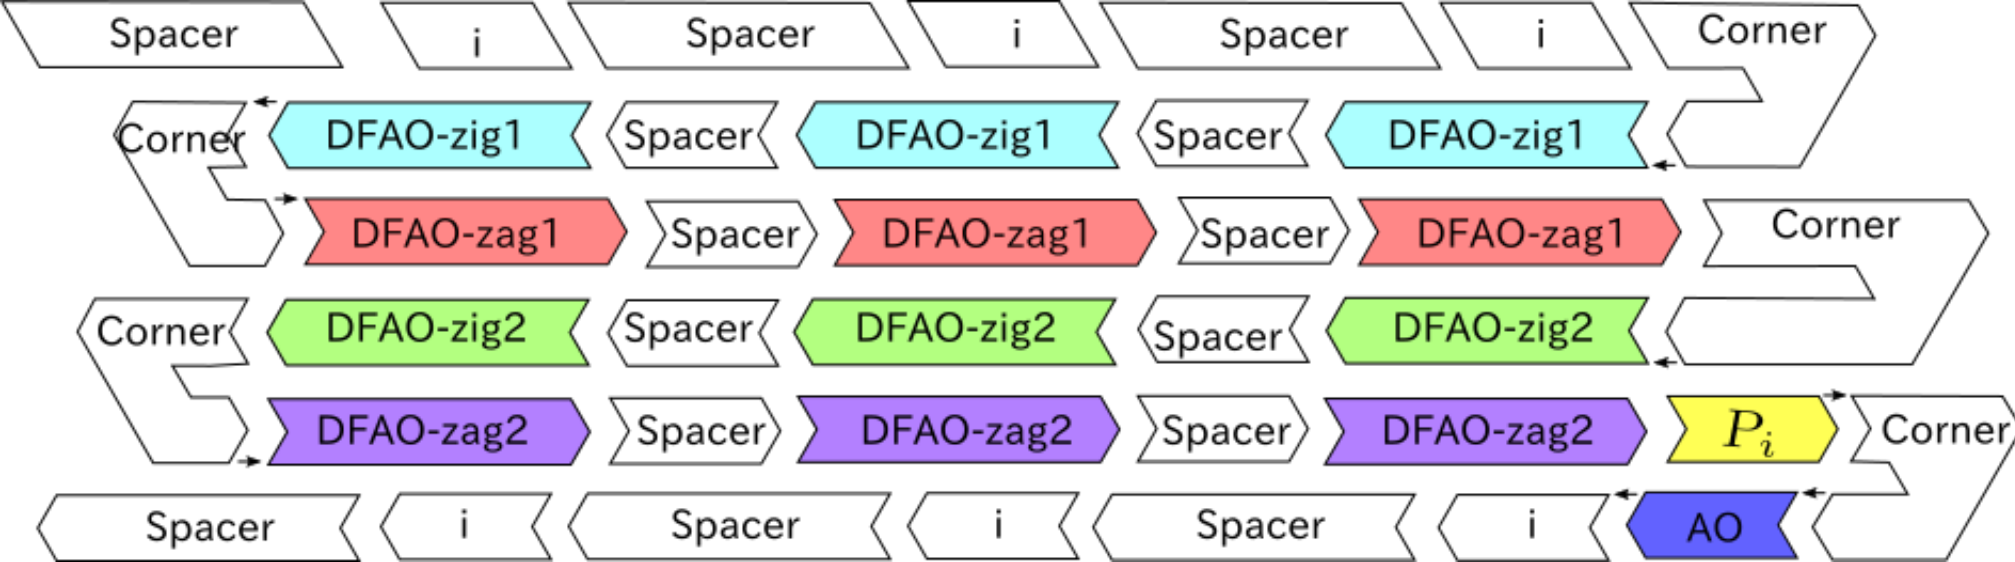 Spacer i Spacer i Spacer i Corner
Corner DFAO-zig1 Spacer DFAO-zig1 Spacer DFAO-zig1
DFAO-zag1 Spacer DFAO-zag1 Spacer DFAO-zag1 Corner
Corner DFAO-zig2 Spacer DFAO-zig2 Spacer DFAO-zig2
DFAO-zag2 Spacer DFAO-zag2 Spacer DFAO-zag2 P_i Corner
Spacer i Spacer i Spacer i AO